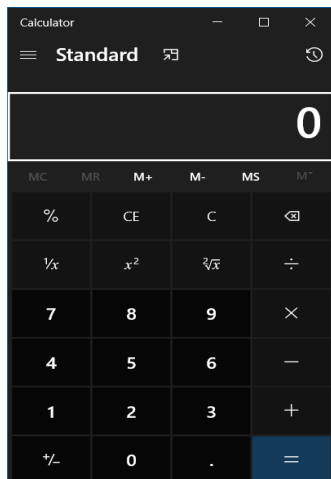 Calculator
Standard
0
MC MR M+ M- MS M˅
% CE C
¹/x x² ²√x ÷
7 8 9 ×
4 5 6 −
1 2 3 +
+/− 0 . =